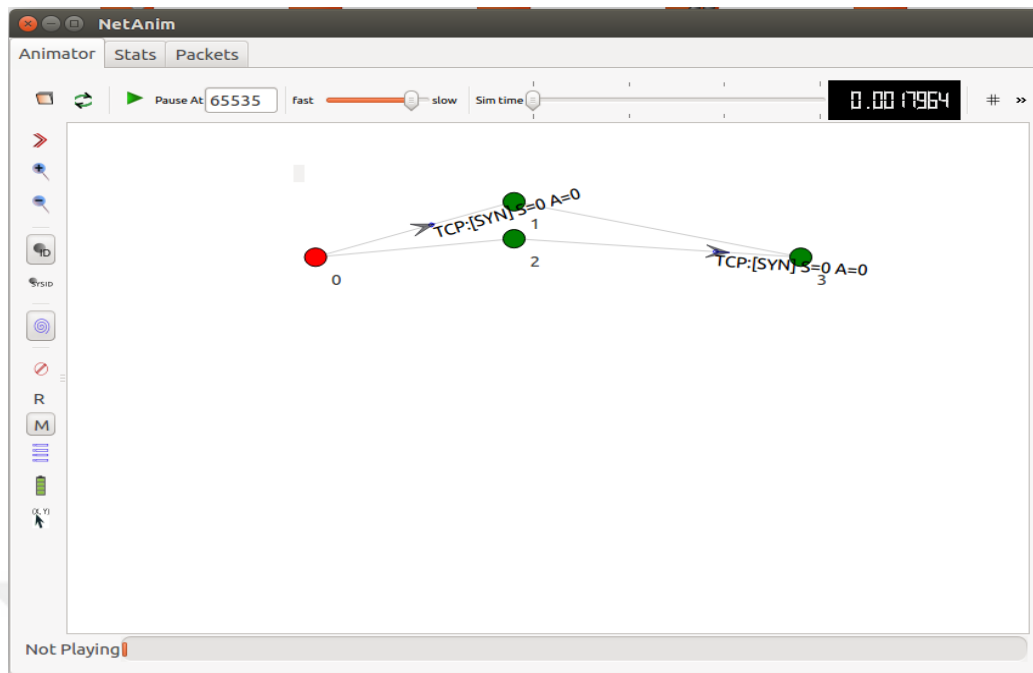 NetAnim
Animator Stats Packets
Pause At 65535 fast slow Sim time 0.0017964 # »
ID
SYSID
R
M
(X, Y)
TCP:[SYN] S=0 A=0
1
2
0
TCP:[SYN] S=0 A=0
3
Not Playing